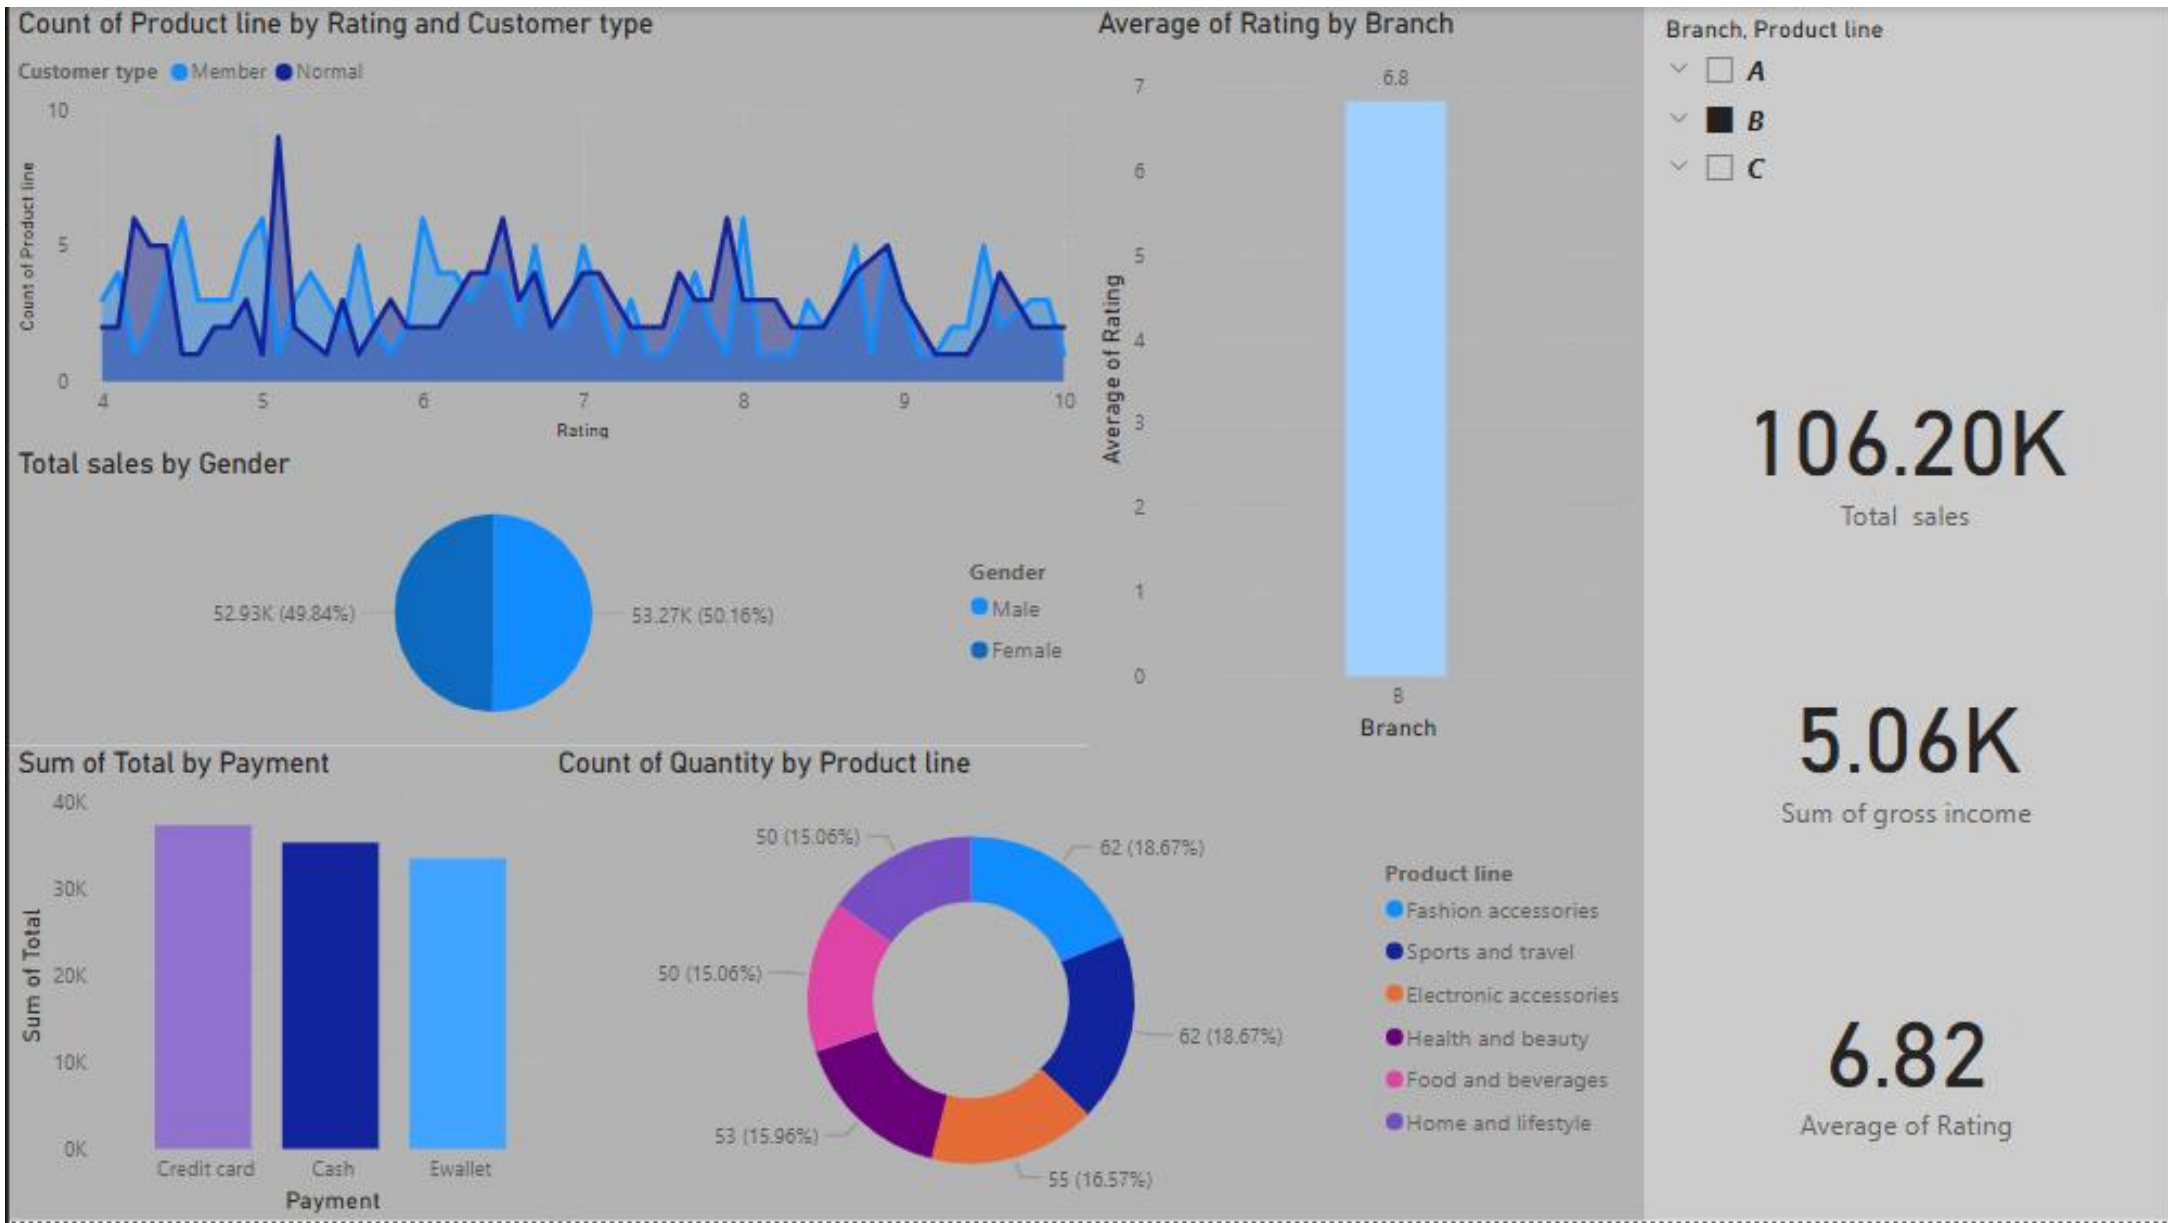 Count of Product line by Rating and Customer type
Customer type Member Normal
Count of Product line
10
5
0
4 5 6 7 8 9 10
Rating
Total sales by Gender
52.93K (49.84%)
53.27K (50.16%)
Gender
Male
Female
Average of Rating by Branch
6.8
Average of Rating
7
6
5
4
3
2
1
0
B
Branch
Branch, Product line
A
B
C
106.20K
Total sales
5.06K
Sum of gross income
6.82
Average of Rating
Sum of Total by Payment
Sum of Total
40K
30K
20K
10K
0K
Credit card Cash Ewallet
Payment
Count of Quantity by Product line
50 (15.06%)
62 (18.67%)
50 (15.06%)
62 (18.67%)
53 (15.96%)
55 (16.57%)
Product line
Fashion accessories
Sports and travel
Electronic accessories
Health and beauty
Food and beverages
Home and lifestyle